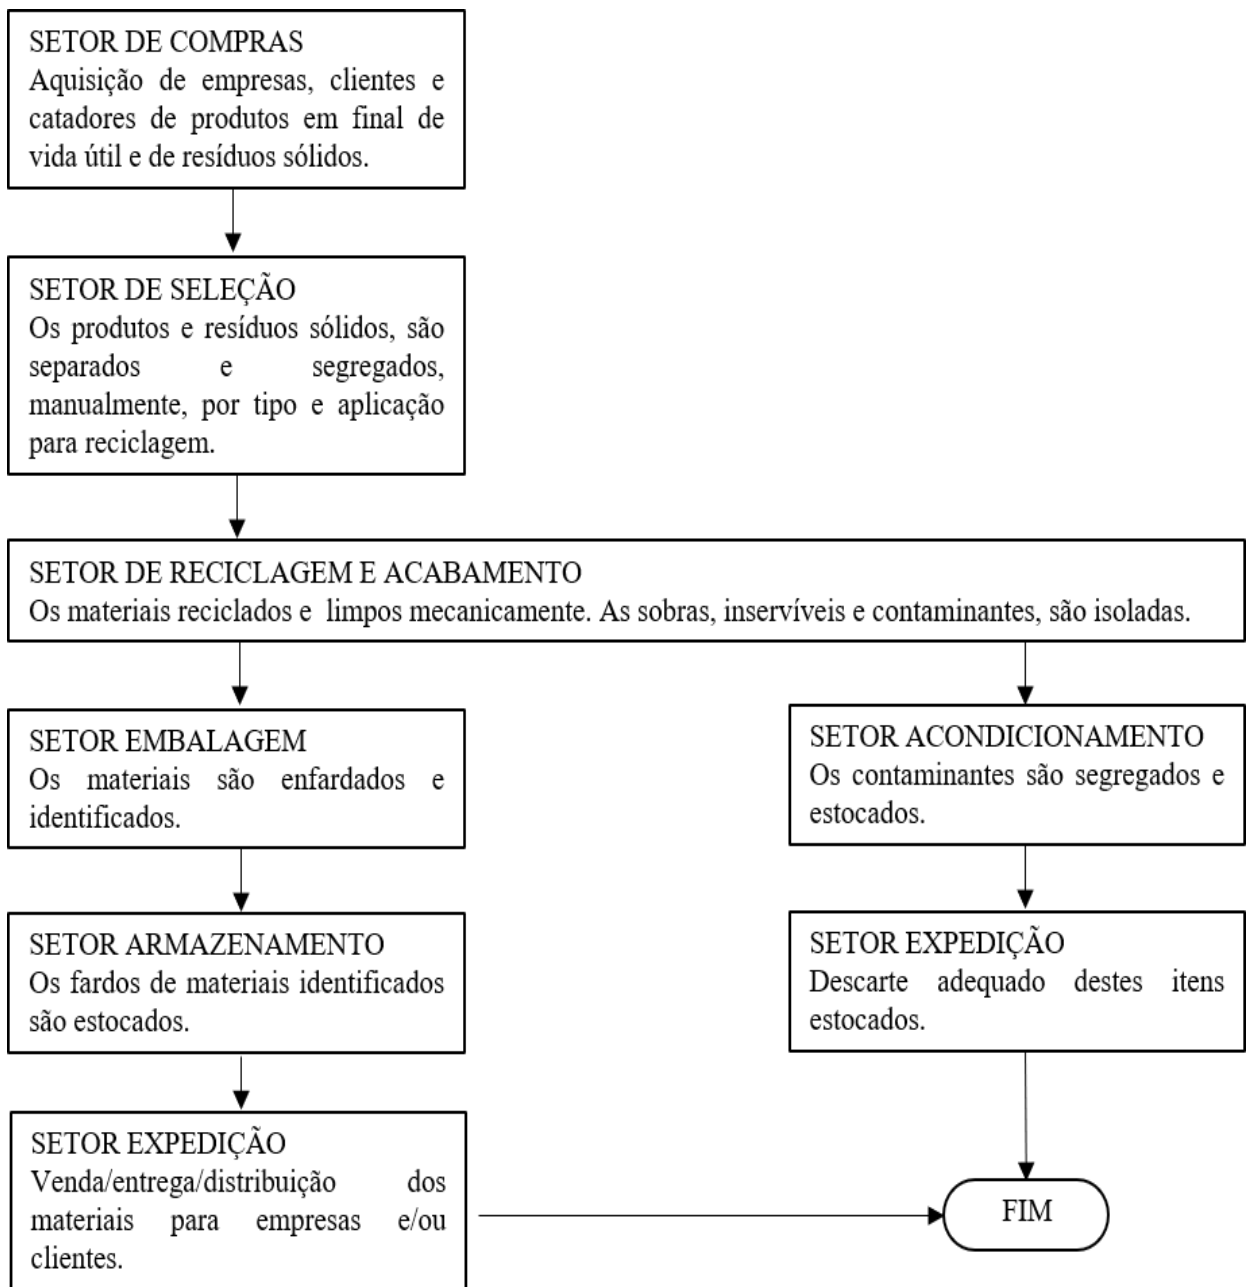 SETOR DE COMPRAS
Aquisição de empresas, clientes e
catadores de produtos em final de
vida útil e de resíduos sólidos.
SETOR DE SELEÇÃO
Os produtos e resíduos sólidos, são
separados e segregados,
manualmente, por tipo e aplicação
para reciclagem.
SETOR DE RECICLAGEM E ACABAMENTO
Os materiais reciclados e limpos mecanicamente. As sobras, inservíveis e contaminantes, são isoladas.
SETOR EMBALAGEM
Os materiais são enfardados e
identificados.
SETOR ACONDICIONAMENTO
Os contaminantes são segregados e
estocados.
SETOR ARMAZENAMENTO
Os fardos de materiais identificados
são estocados.
SETOR EXPEDIÇÃO
Descarte adequado destes itens
estocados.
SETOR EXPEDIÇÃO
Venda/entrega/distribuição dos
materiais para empresas e/ou
clientes.
FIM